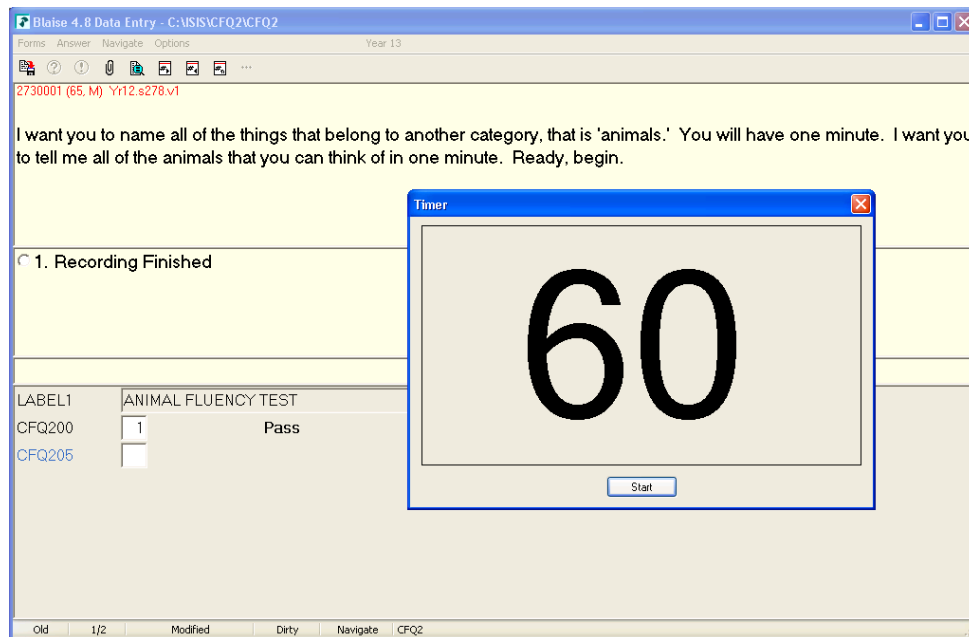 Blaise 4.8 Data Entry - C:\ISIS\CFQ2\CFQ2
Forms Answer Navigate Options Year 13
2730001 (65, M) Yr12.s278.v1
I want you to name all of the things that belong to another category, that is 'animals.' You will have one minute. I want you
to tell me all of the animals that you can think of in one minute. Ready, begin.
Timer
60
Start
1. Recording Finished
LABEL1 ANIMAL FLUENCY TEST
CFQ200 1 Pass
CFQ205
Old 1/2 Modified Dirty Navigate CFQ2